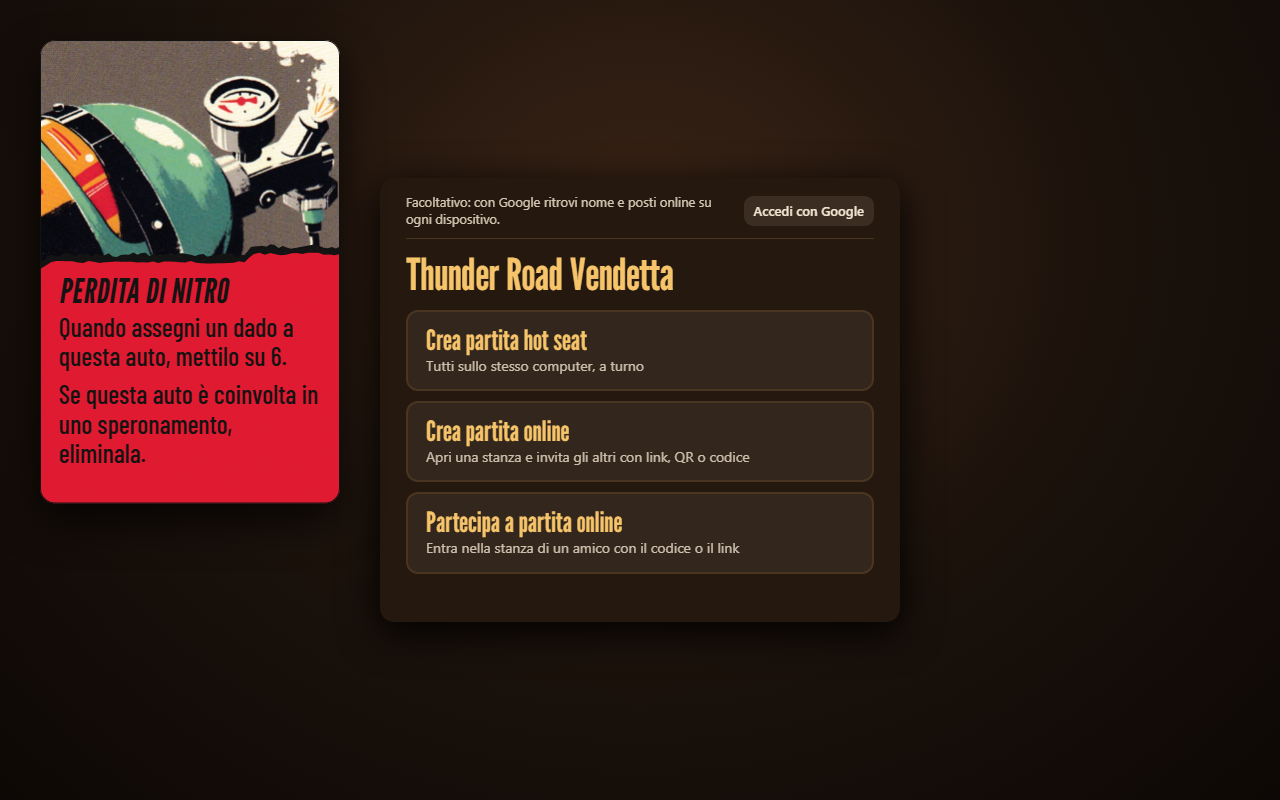 PERDITA DI NITRO
Quando assegni un dado a
questa auto, mettilo su 6.
Se questa auto è coinvolta in
uno speronamento,
eliminala.
Facoltativo: con Google ritrovi nome e posti online su
ogni dispositivo.
Accedi con Google
Thunder Road Vendetta
Crea partita hot seat
Tutti sullo stesso computer, a turno
Crea partita online
Apri una stanza e invita gli altri con link, QR o codice
Partecipa a partita online
Entra nella stanza di un amico con il codice o il link